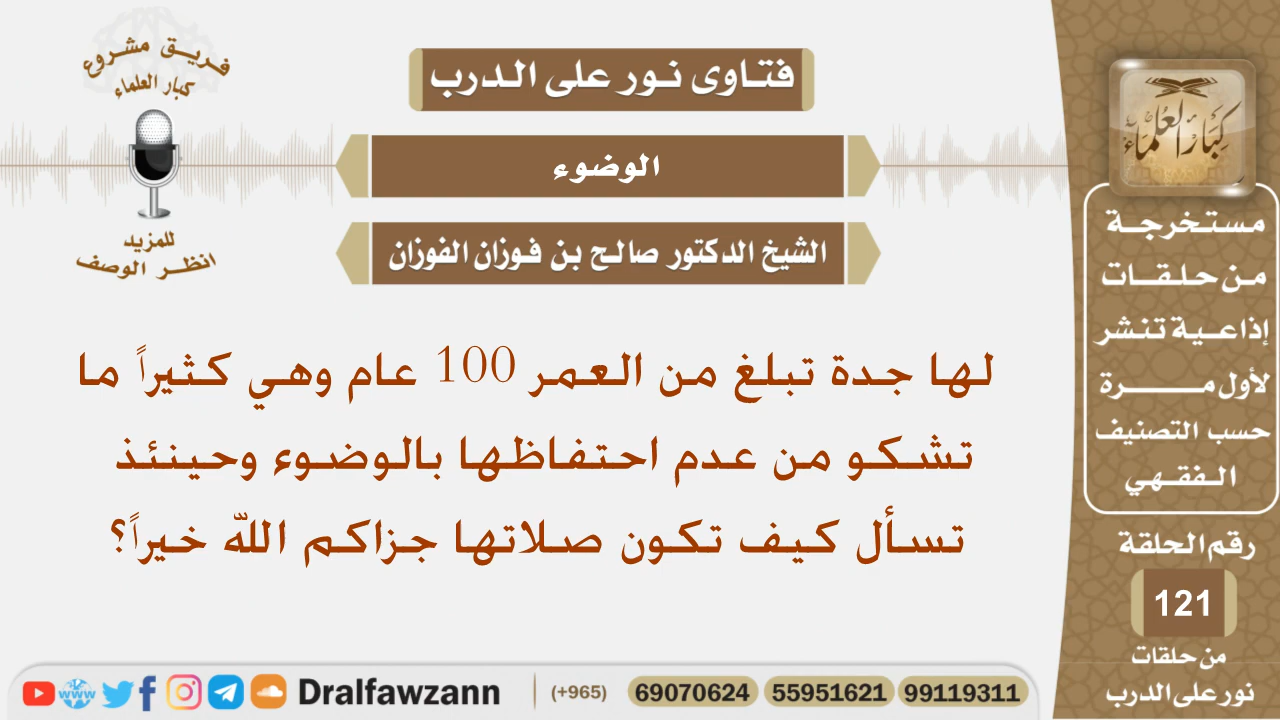 فتاوى نور على الدرب
الوضوء
الشيخ الدكتور صالح بن فوزان الفوزان
لها جدة تبلغ من العمر 100 عام وهي كثيراً ما
تشكو من عدم احتفاظها بالوضوء وحينئذ
تسأل كيف تكون صلاتها جزاكم الله خيراً؟
فريق مشروع
كبار العلماء
للمزيد
انظر الوصف
كبار العلماء
مستخرجة
من حلقات
إذاعية تنشر
لأول مرة
حسب التصنيف
الفقهي
رقم الحلقة
121
من حلقات
نور على الدرب
www Dralfawzann (+965) 69070624 55951621 99119311